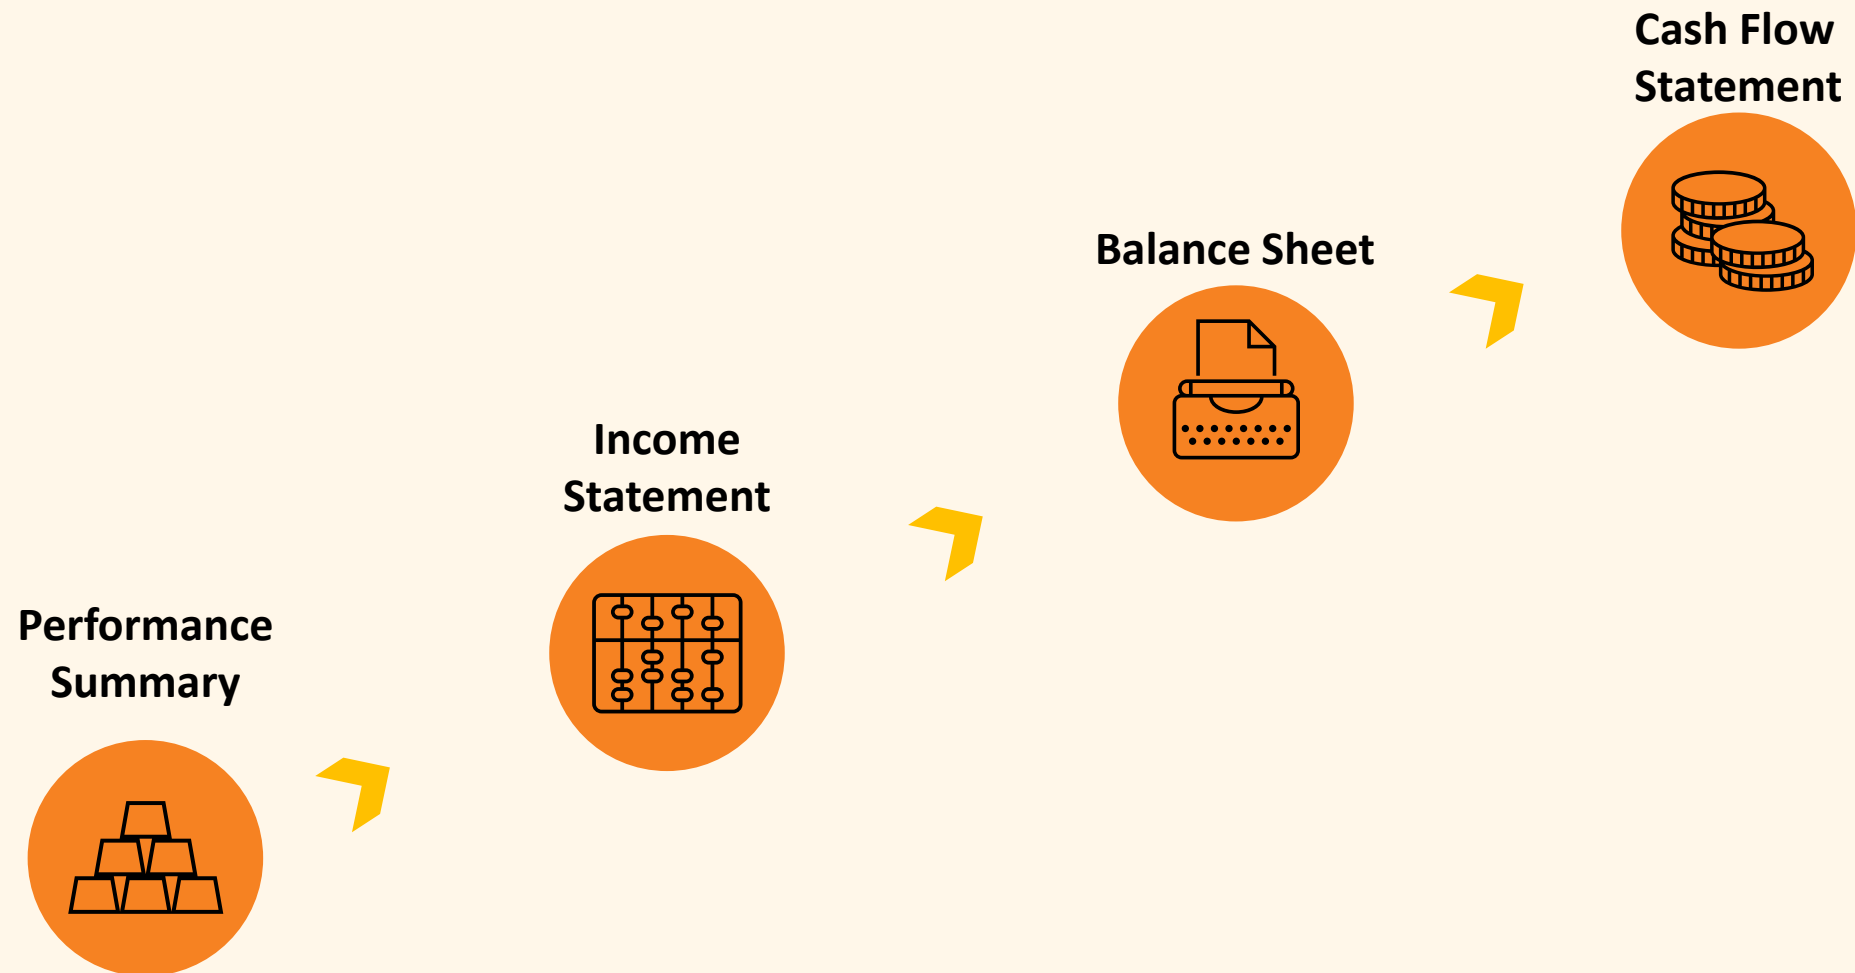 Performance
Summary
Income
Statement
Balance Sheet
Cash Flow
Statement